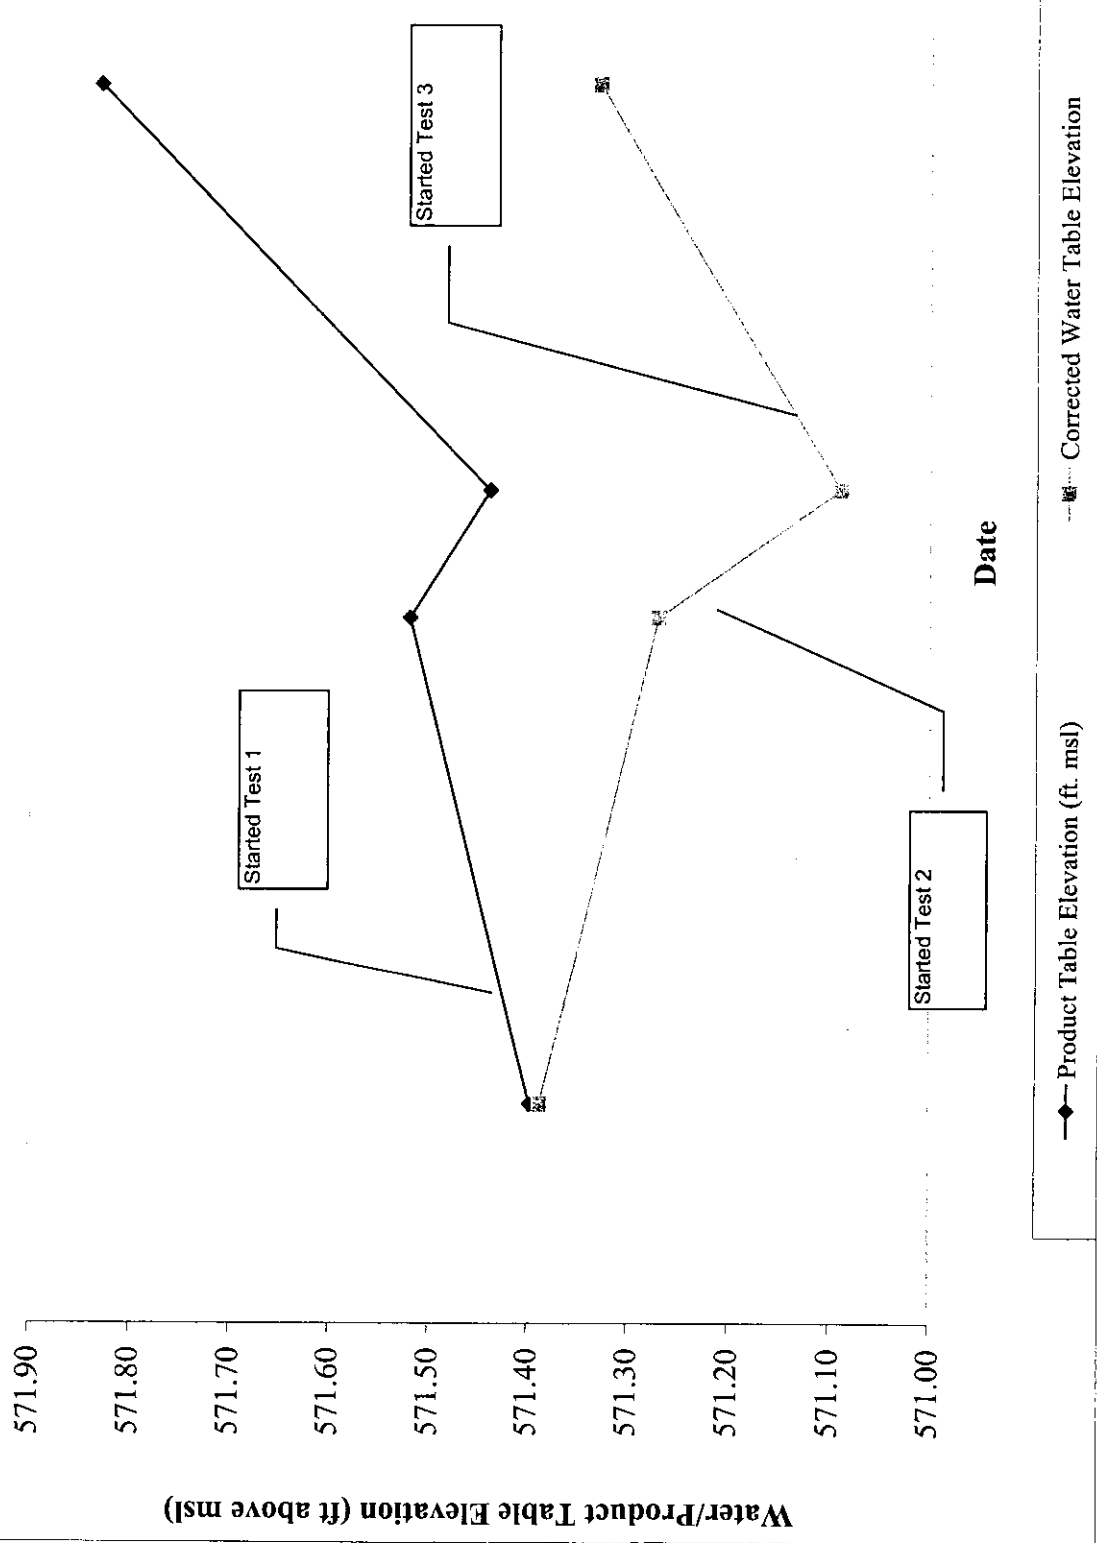 Water/Product Table Elevation (ft above msl)
571.90
571.80
571.70
571.60
571.50
571.40
571.30
571.20
571.10
571.00
Started Test 1
Started Test 2
Started Test 3
Date
Product Table Elevation (ft. msl)
Corrected Water Table Elevation